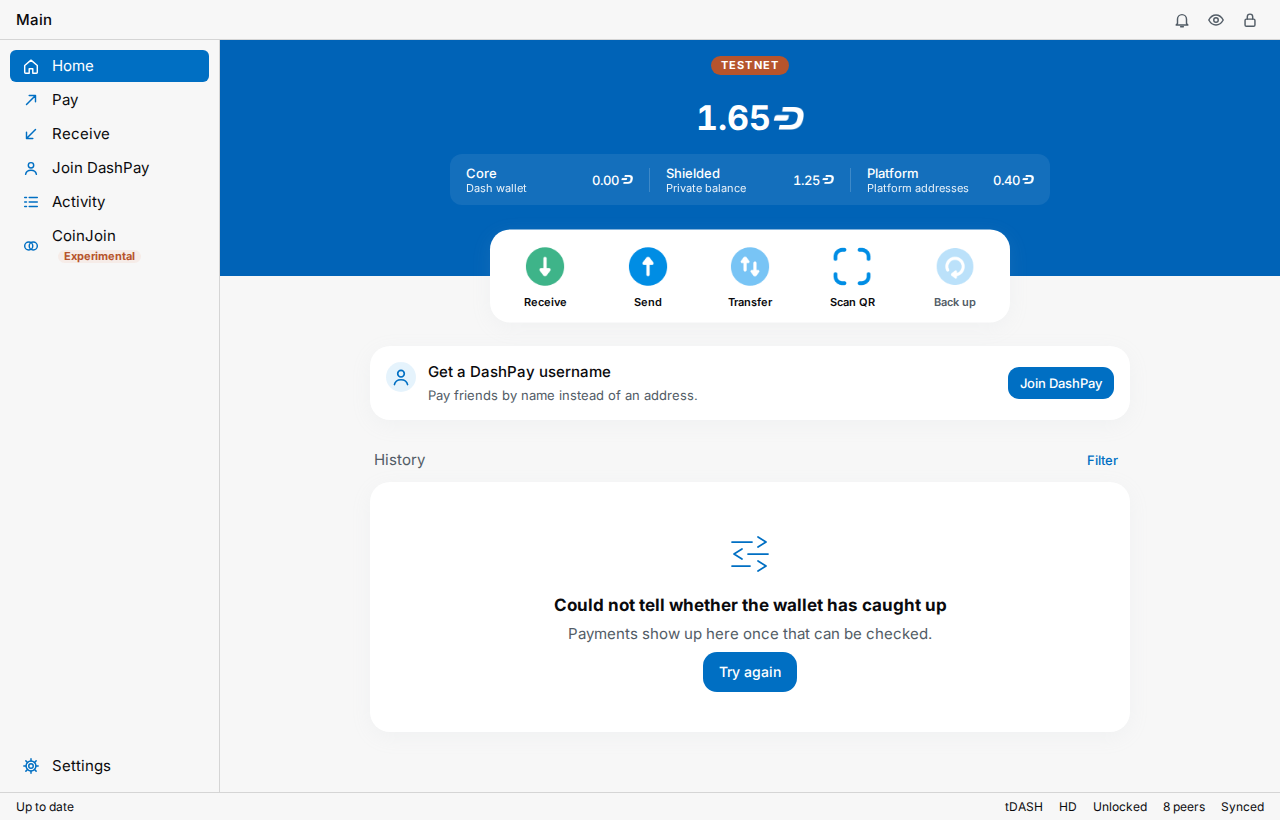 Main
Home
Pay
Receive
Join DashPay
Activity
CoinJoin
Experimental
Settings
TESTNET
1.65
Core
Dash wallet
0.00
Shielded
Private balance
1.25
Platform
Platform addresses
0.40
Receive
Send
Transfer
Scan QR
Back up
Get a DashPay username
Pay friends by name instead of an address.
Join DashPay
History
Filter
Could not tell whether the wallet has caught up
Payments show up here once that can be checked.
Try again
Up to date
tDASH
HD
Unlocked
8 peers
Synced